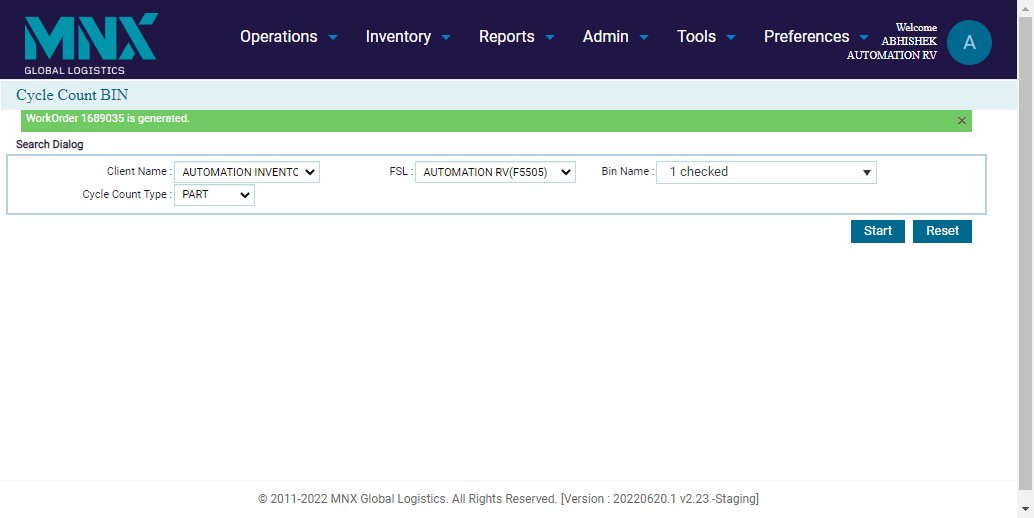 MNX
GLOBAL LOGISTICS
Operations Inventory Reports Admin Tools Preferences
Welcome
ABHISHEK
AUTOMATION RV
A
Cycle Count BIN
WorkOrder 1689035 is generated. ×
Search Dialog
Client Name : AUTOMATION INVENTC FSL : AUTOMATION RV(F5505) Bin Name : 1 checked
Cycle Count Type : PART
Start Reset
© 2011-2022 MNX Global Logistics. All Rights Reserved. [Version : 20220620.1 v2.23 -Staging]